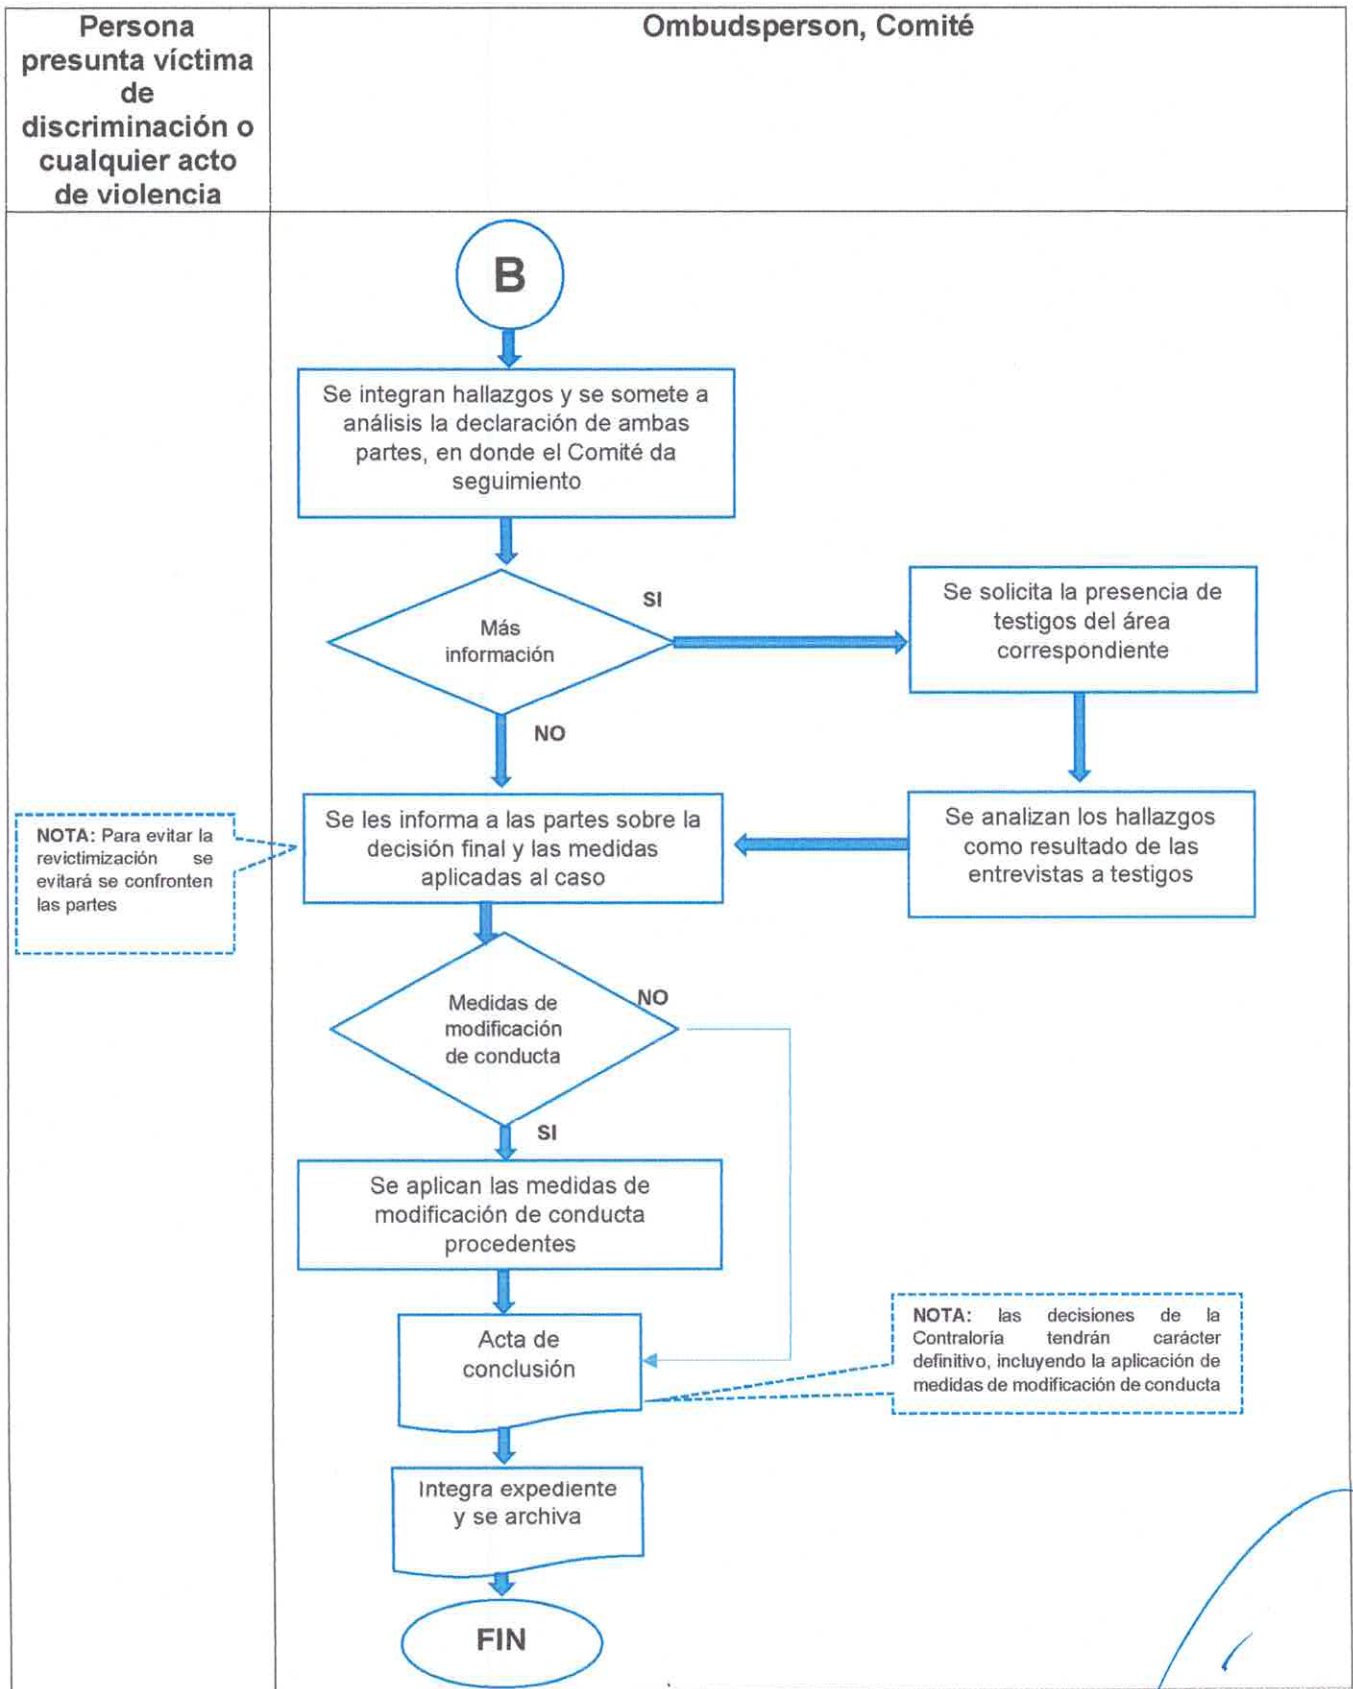 Persona
presunta víctima
de
discriminación o
cualquier acto
de violencia
Ombudsperson, Comité
B
Se integran hallazgos y se somete a
análisis la declaración de ambas
partes, en donde el Comité da
seguimiento
Más
información
SI
Se solicita la presencia de
testigos del área
correspondiente
NO
NOTA: Para evitar la
revictimización se
evitará se confronten
las partes
Se les informa a las partes sobre la
decisión final y las medidas
aplicadas al caso
Se analizan los hallazgos
como resultado de las
entrevistas a testigos
Medidas de
modificación
de conducta
NO
SI
Se aplican las medidas de
modificación de conducta
procedentes
Acta de
conclusión
NOTA: las decisiones de la
Contraloría tendrán carácter
definitivo, incluyendo la aplicación de
medidas de modificación de conducta
Integra expediente
y se archiva
FIN